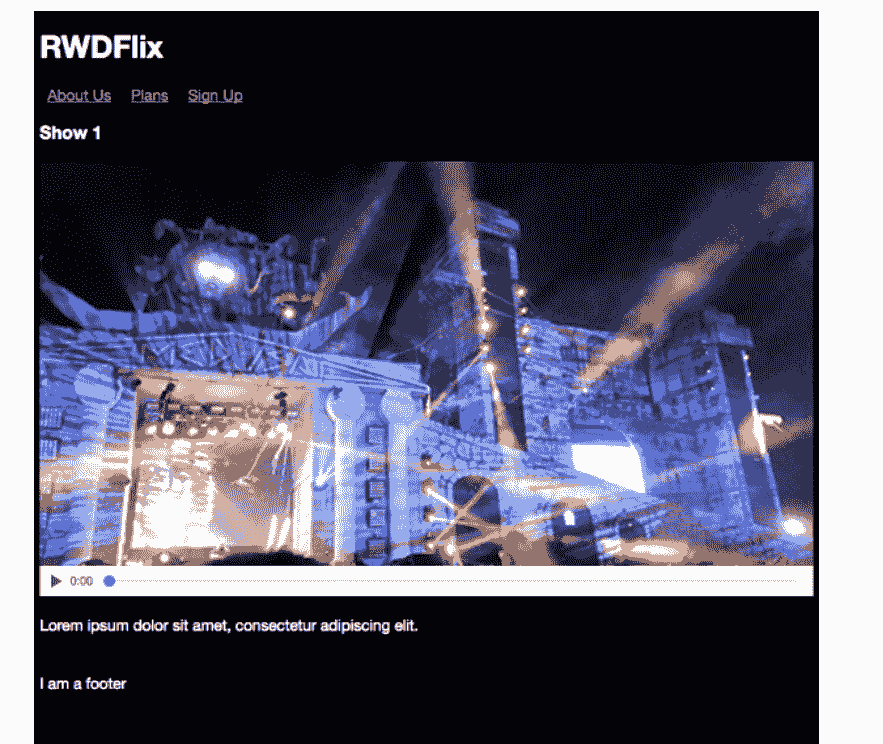 RWDFlix
About Us Plans Sign Up
Show 1
0:00
Lorem ipsum dolor sit amet, consectetur adipiscing elit.
I am a footer